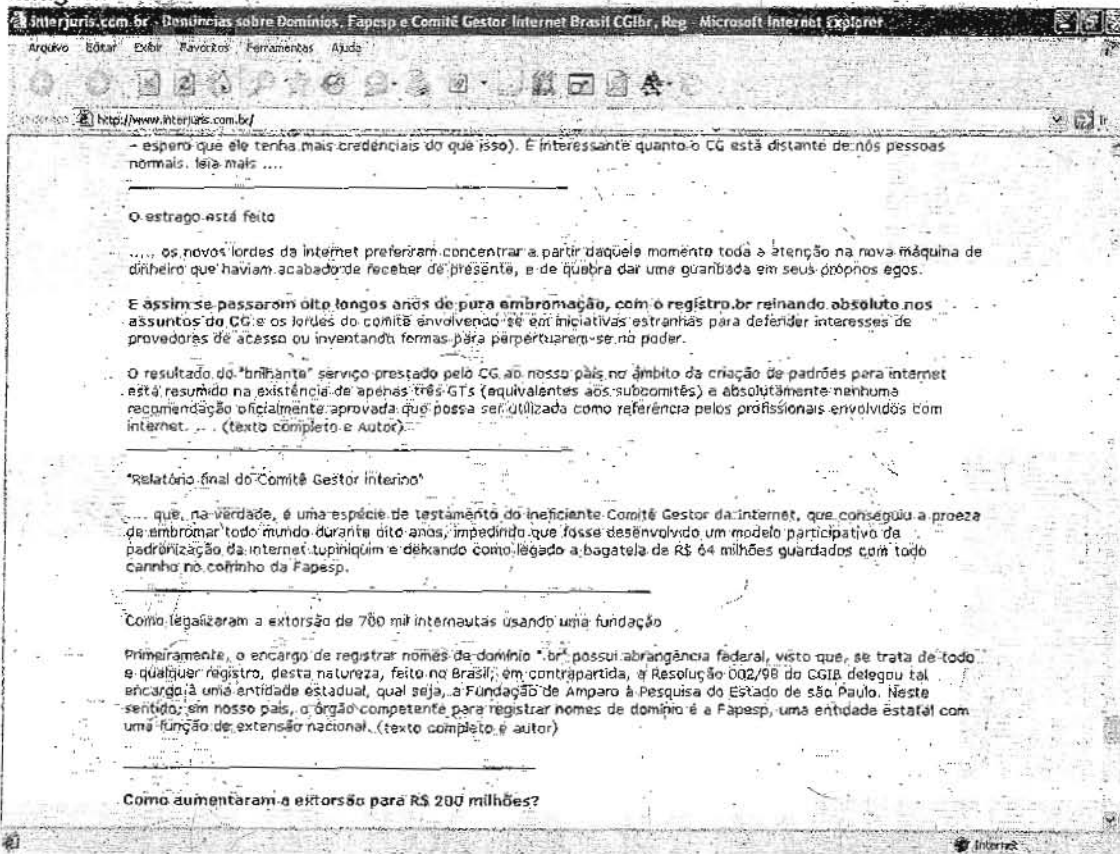 interjuris.com.br - Denúncias sobre Domínios, Fapesp e Comitê Gestor Internet Brasil CGIbr, Reg - Microsoft Internet Explorer
Arquivo Editar Exibir Favoritos Ferramentas Ajuda
http://www.interjuris.com.br/
- espero que ele tenha mais credenciais do que isso). É interessante quanto o CG está distante de nós pessoas
normais. leia mais ....
O estrago está feito
..... os novos lordes da internet preferiram concentrar a partir daquele momento toda a atenção na nova máquina de
dinheiro que haviam acabado de receber de presente, e de quebra dar uma guaribada em seus próprios egos.
E assim se passaram oito longos anos de pura embromação, com o registro.br reinando absoluto nos
assuntos do CG e os lordes do comitê envolvendo-se em iniciativas estranhas para defender interesses de
provedores de acesso ou inventando formas para perpertuarem-se no poder.
O resultado do "brilhante" serviço prestado pelo CG ao nosso país no âmbito da criação de padrões para internet
está resumido na existência de apenas três GTs (equivalentes aos subcomitês) e absolutamente nenhuma
recomendação oficialmente aprovada que possa ser utilizada como referência pelos profissionais envolvidos com
internet. ... (texto completo e Autor)
"Relatório final do Comitê Gestor Interino"
.... que, na verdade, é uma espécie de testamento do ineficiente Comitê Gestor da internet, que conseguiu a proeza
de embromar todo mundo durante oito anos, impedindo que fosse desenvolvido um modelo participativo de
padronização da internet tupiniquim e deixando como legado a bagatela de R$ 64 milhões guardados com todo
carinho no cofrinho da Fapesp.
Como legalizaram a extorsão de 700 mil internautas usando uma fundação
Primeiramente, o encargo de registrar nomes de domínio ".br" possui abrangência federal, visto que, se trata de todo
e qualquer registro, desta natureza, feito no Brasil; em contrapartida, a Resolução 002/98 do CGIB delegou tal
encargo à uma entidade estadual, qual seja, a Fundação de Amparo à Pesquisa do Estado de são Paulo. Neste
sentido, em nosso país, o órgão competente para registrar nomes de domínio é a Fapesp, uma entidade estatal com
uma função de extensão nacional. (texto completo e autor)
Como aumentaram a extorsão para R$ 200 milhões?
Internet